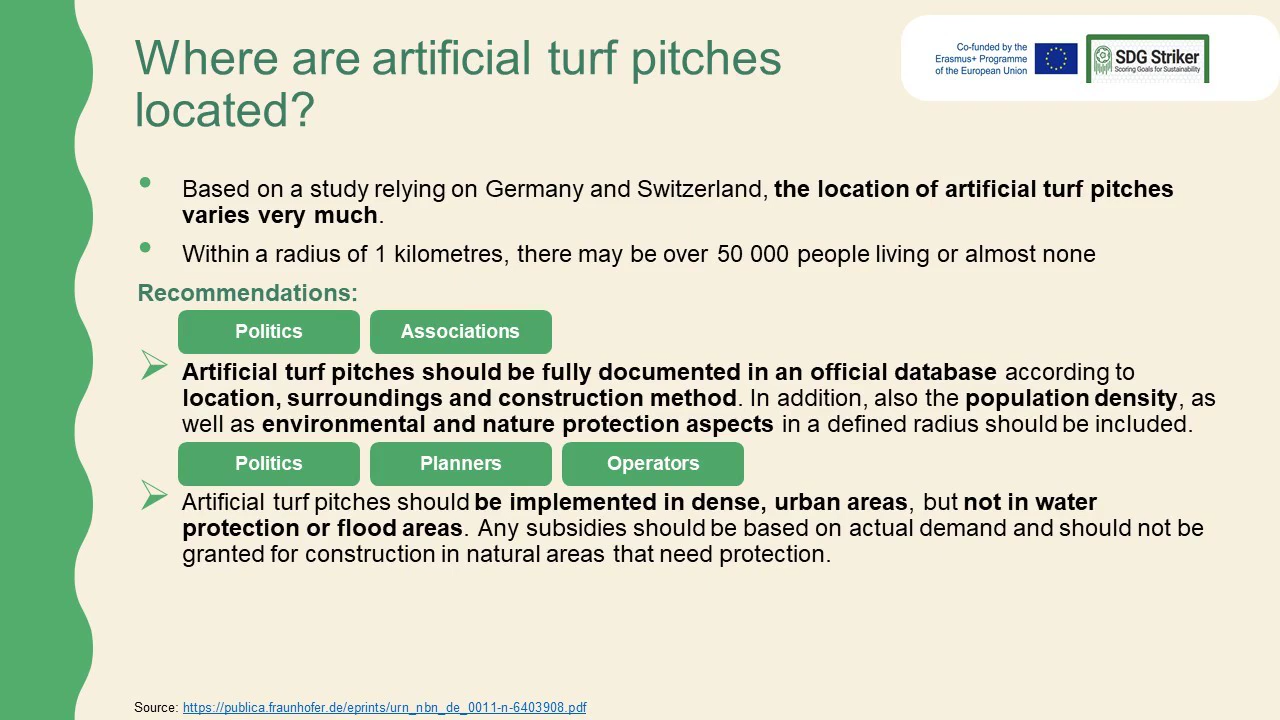 Where are artificial turf pitches
located?
Co-funded by the
Erasmus+ Programme
of the European Union
SDG Striker
Scoring Goals for Sustainability
• Based on a study relying on Germany and Switzerland, the location of artificial turf pitches
varies very much.
• Within a radius of 1 kilometres, there may be over 50 000 people living or almost none
Recommendations:
Politics Associations
➢ Artificial turf pitches should be fully documented in an official database according to
location, surroundings and construction method. In addition, also the population density, as
well as environmental and nature protection aspects in a defined radius should be included.
Politics Planners Operators
➢ Artificial turf pitches should be implemented in dense, urban areas, but not in water
protection or flood areas. Any subsidies should be based on actual demand and should not be
granted for construction in natural areas that need protection.
Source: https://publica.fraunhofer.de/eprints/urn_nbn_de_0011-n-6403908.pdf